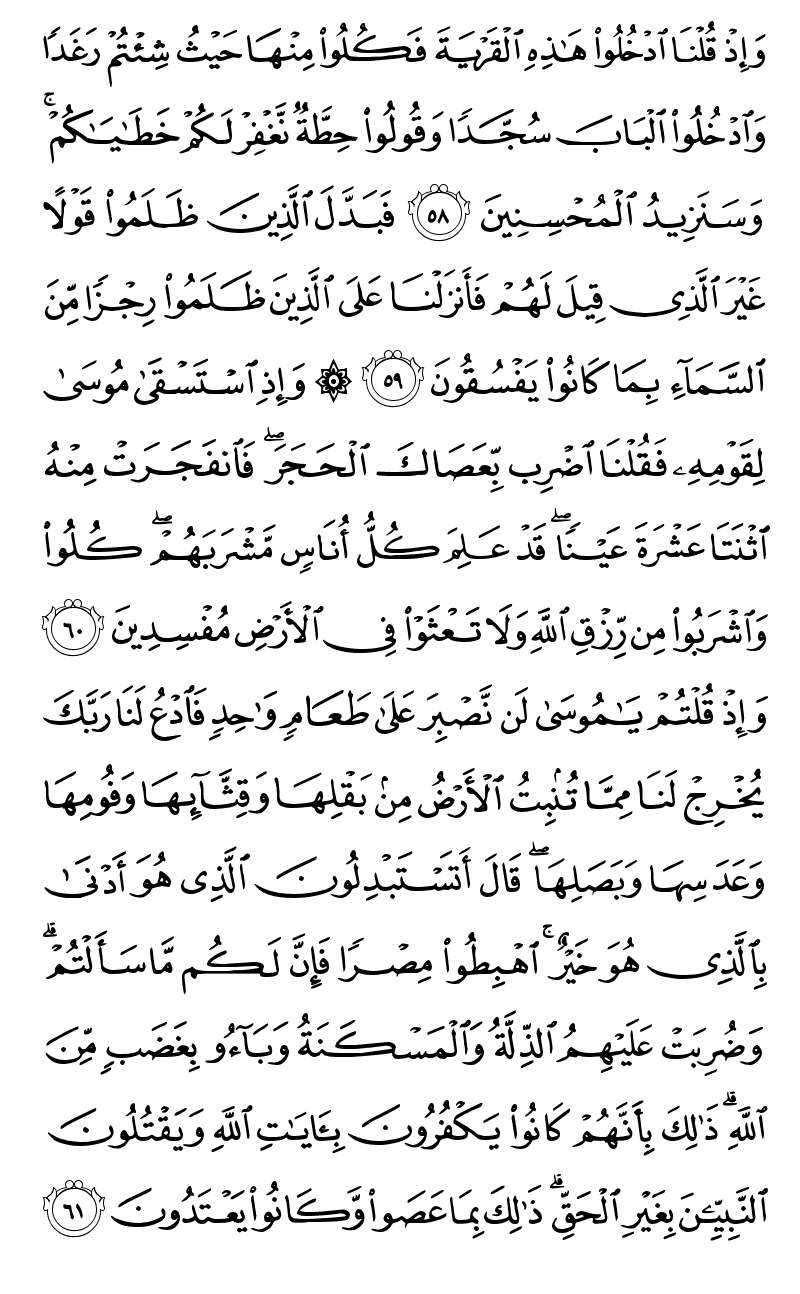 وَإِذْ قُلْنَا ٱدْخُلُوا۟ هَـٰذِهِ ٱلْقَرْيَةَ فَكُلُوا۟ مِنْهَا حَيْثُ شِئْتُمْ رَغَدًا
وَٱدْخُلُوا۟ ٱلْبَابَ سُجَّدًا وَقُولُوا۟ حِطَّةٌ نَّغْفِرْ لَكُمْ خَطَـٰيَـٰكُمْ ۚ
وَسَنَزِيدُ ٱلْمُحْسِنِينَ ٥٨ فَبَدَّلَ ٱلَّذِينَ ظَلَمُوا۟ قَوْلًا
غَيْرَ ٱلَّذِى قِيلَ لَهُمْ فَأَنزَلْنَا عَلَى ٱلَّذِينَ ظَلَمُوا۟ رِجْزًا مِّنَ
ٱلسَّمَآءِ بِمَا كَانُوا۟ يَفْسُقُونَ ٥٩ ۞ وَإِذِ ٱسْتَسْقَىٰ مُوسَىٰ
لِقَوْمِهِۦ فَقُلْنَا ٱضْرِب بِّعَصَاكَ ٱلْحَجَرَ ۖ فَٱنفَجَرَتْ مِنْهُ
ٱثْنَتَا عَشْرَةَ عَيْنًا ۖ قَدْ عَلِمَ كُلُّ أُنَاسٍ مَّشْرَبَهُمْ ۖ كُلُوا۟
وَٱشْرَبُوا۟ مِن رِّزْقِ ٱللَّهِ وَلَا تَعْثَوْا۟ فِى ٱلْأَرْضِ مُفْسِدِينَ ٦٠
وَإِذْ قُلْتُمْ يَـٰمُوسَىٰ لَن نَّصْبِرَ عَلَىٰ طَعَامٍ وَٰحِدٍ فَٱدْعُ لَنَا رَبَّكَ
يُخْرِجْ لَنَا مِمَّا تُنۢبِتُ ٱلْأَرْضُ مِنۢ بَقْلِهَا وَقِثَّآئِهَا وَفُومِهَا
وَعَدَسِهَا وَبَصَلِهَا ۖ قَالَ أَتَسْتَبْدِلُونَ ٱلَّذِى هُوَ أَدْنَىٰ
بِٱلَّذِى هُوَ خَيْرٌ ۚ ٱهْبِطُوا۟ مِصْرًا فَإِنَّ لَكُم مَّا سَأَلْتُمْ ۗ
وَضُرِبَتْ عَلَيْهِمُ ٱلذِّلَّةُ وَٱلْمَسْكَنَةُ وَبَآءُو بِغَضَبٍ مِّنَ
ٱللَّهِ ۗ ذَٰلِكَ بِأَنَّهُمْ كَانُوا۟ يَكْفُرُونَ بِـَٔايَـٰتِ ٱللَّهِ وَيَقْتُلُونَ
ٱلنَّبِيِّـۧنَ بِغَيْرِ ٱلْحَقِّ ۗ ذَٰلِكَ بِمَا عَصَوا۟ وَّكَانُوا۟ يَعْتَدُونَ ٦١